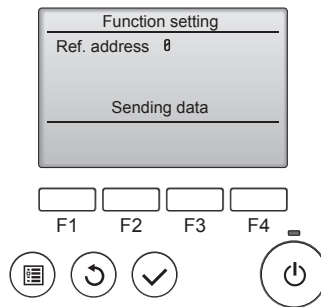 Function setting
Ref. address 0
Sending data
F1 F2 F3 F4